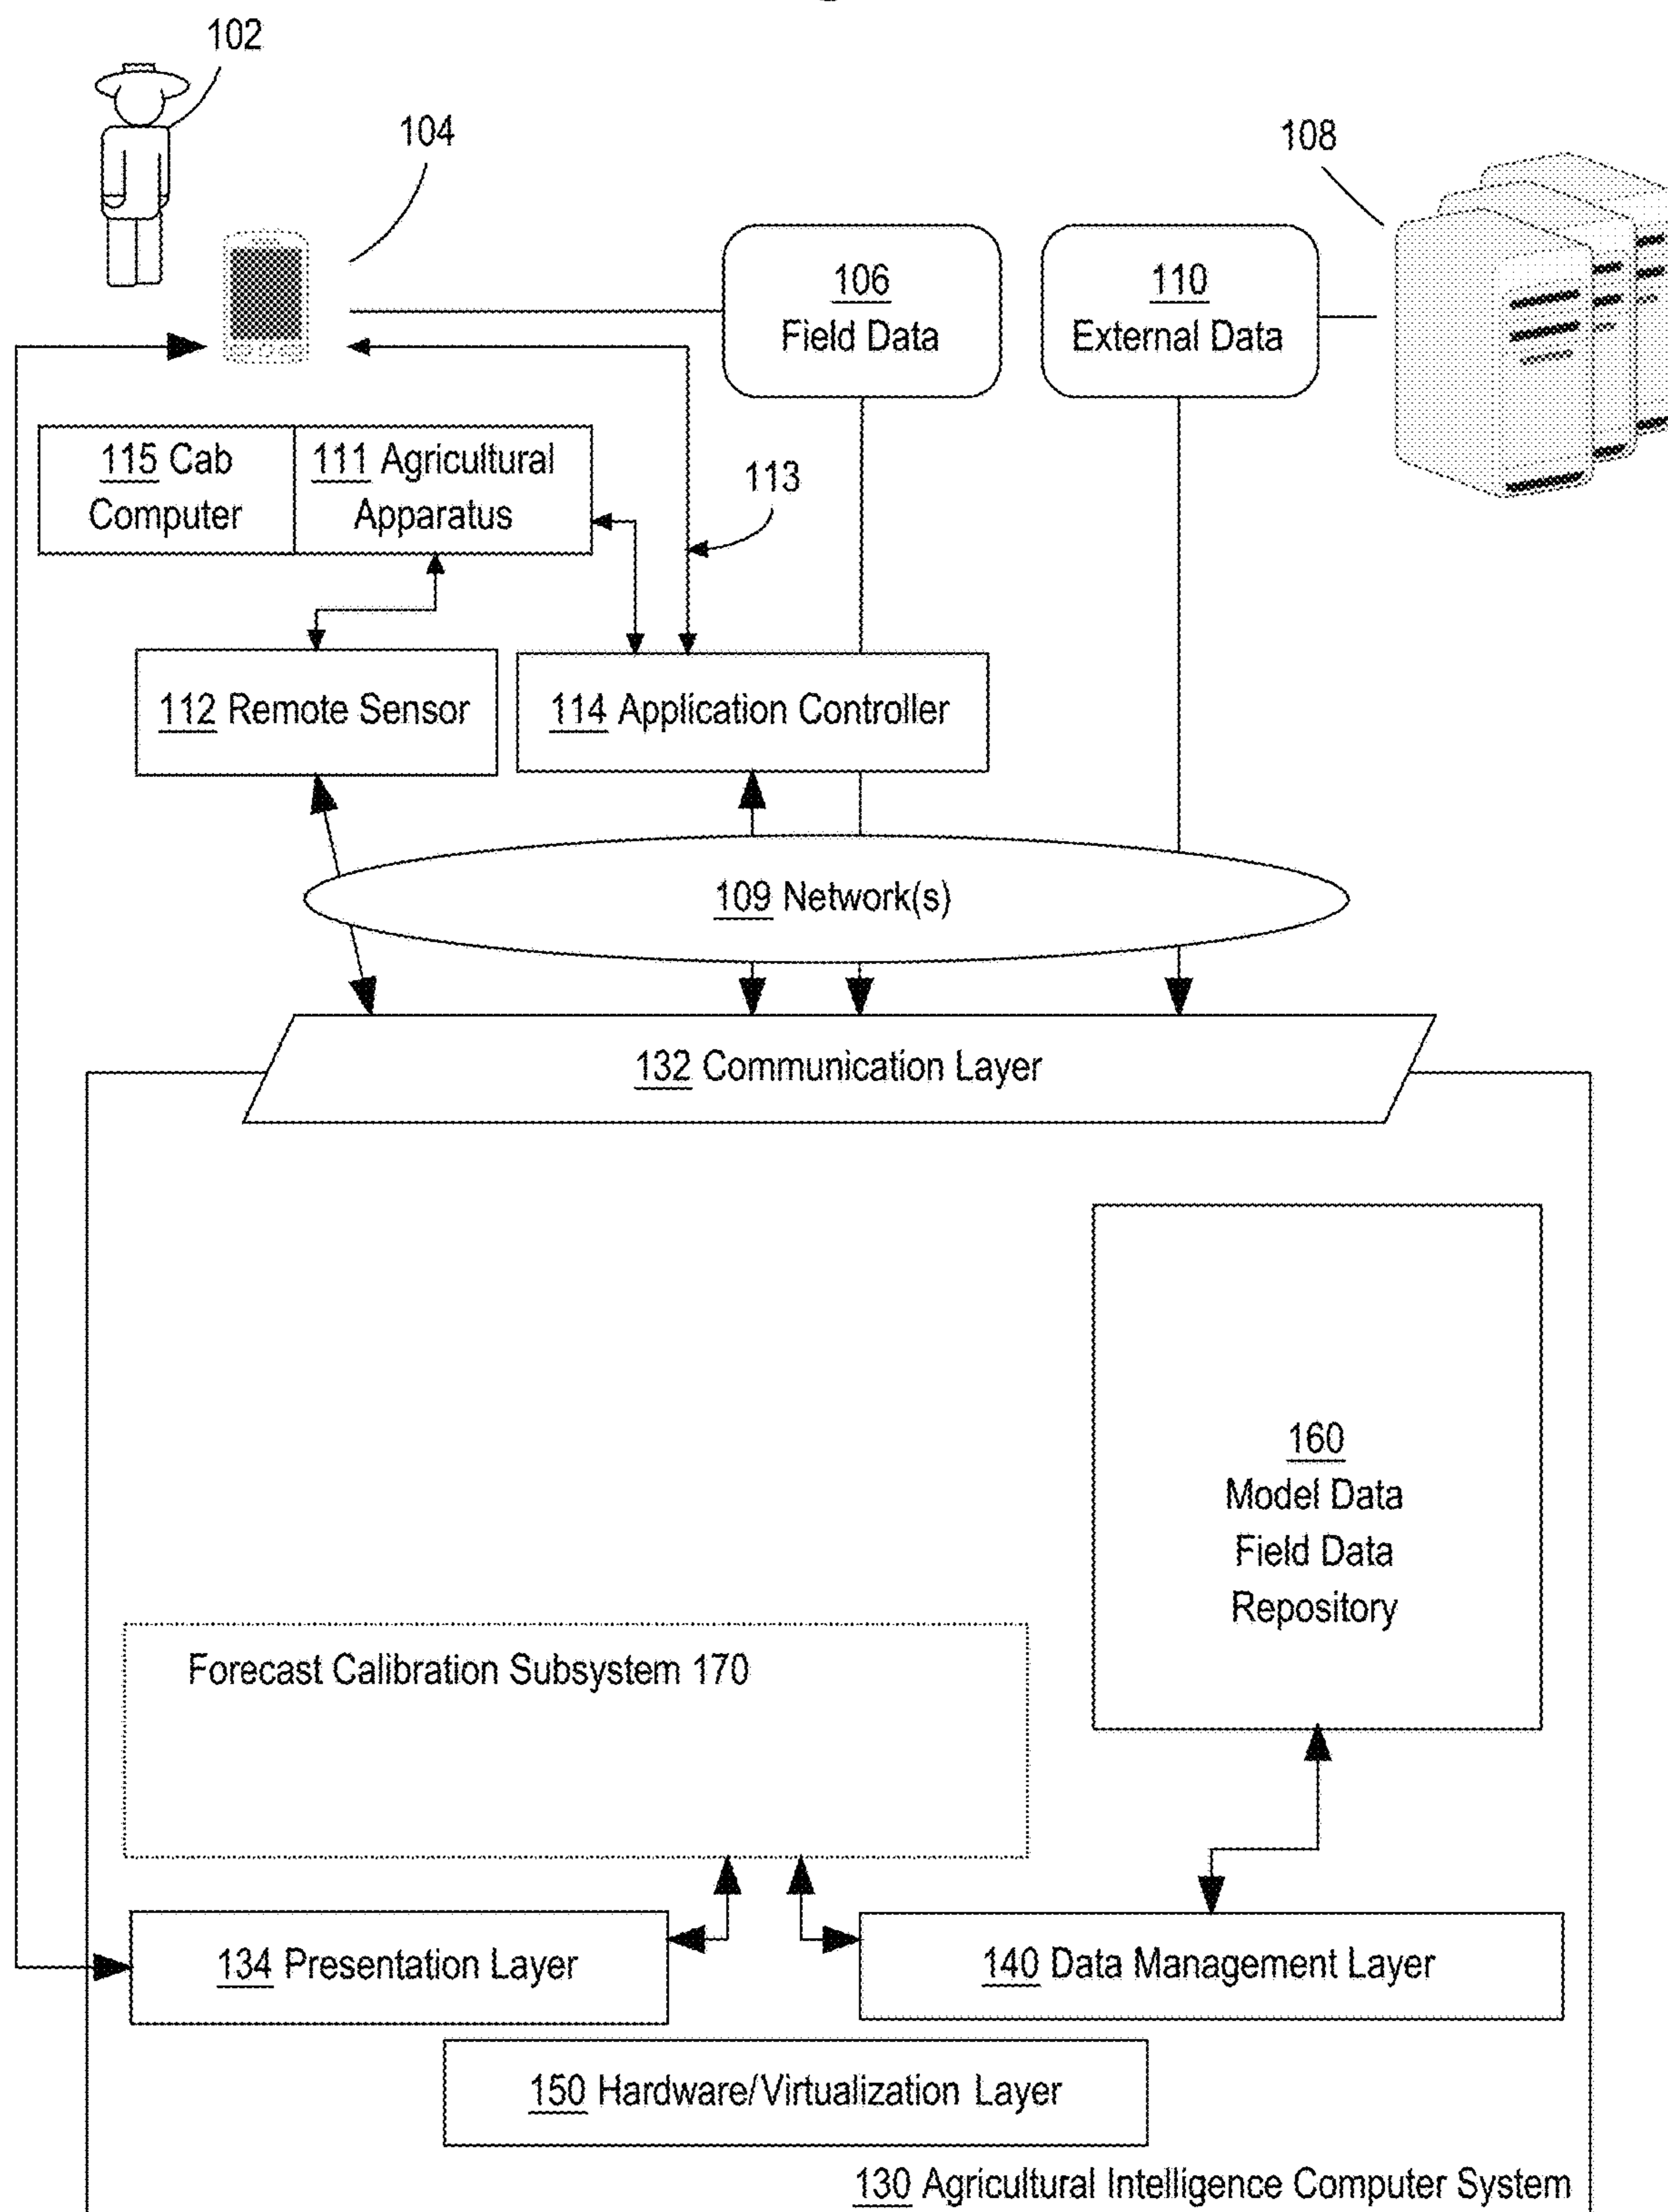 102
104
108
106
Field Data
110
External Data
115 Cab
Computer
111 Agricultural
Apparatus
113
112 Remote Sensor
114 Application Controller
109 Network(s)
132 Communication Layer
160
Model Data
Field Data
Repository
Forecast Calibration Subsystem 170
134 Presentation Layer
140 Data Management Layer
150 Hardware/Virtualization Layer
130 Agricultural Intelligence Computer System